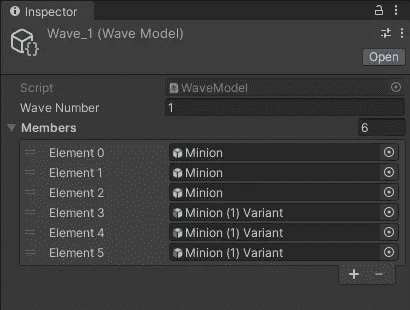 Inspector
Wave_1 (Wave Model)
Open
Script WaveModel
Wave Number 1
Members 6
Element 0 Minion
Element 1 Minion
Element 2 Minion
Element 3 Minion (1) Variant
Element 4 Minion (1) Variant
Element 5 Minion (1) Variant